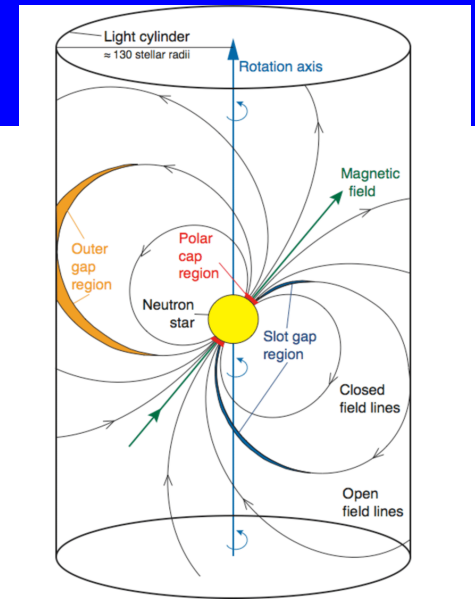 Light cylinder
≈ 130 stellar radii
Rotation axis
Magnetic
field
Polar
cap
region
Outer
gap
region
Neutron
star
Slot gap
region
Closed
field lines
Open
field lines